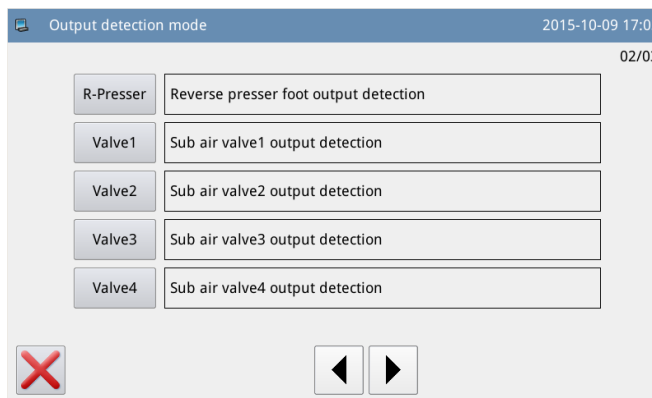 Output detection mode 2015-10-09 17:0
02/0
R-Presser Reverse presser foot output detection
Valve1 Sub air valve1 output detection
Valve2 Sub air valve2 output detection
Valve3 Sub air valve3 output detection
Valve4 Sub air valve4 output detection